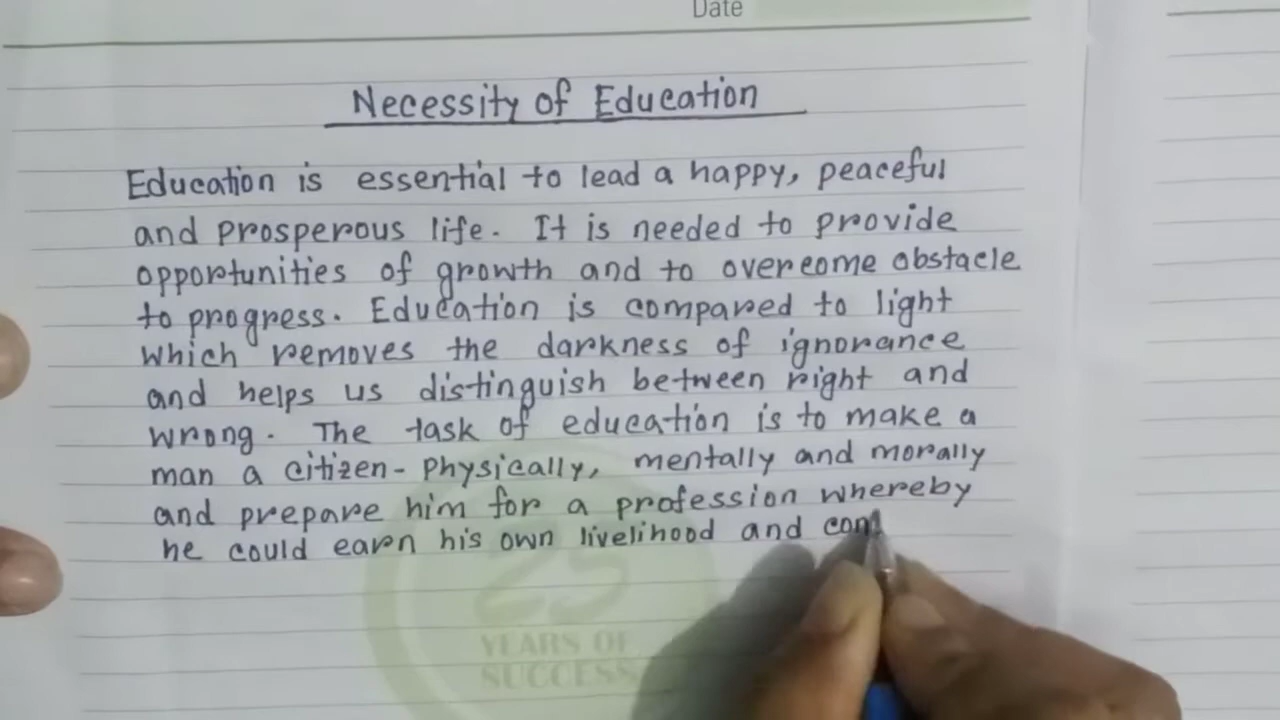 Date
Necessity of Education
Education is essential to lead a happy, peaceful
and prosperous life. It is needed to provide
opportunities of growth and to overcome obstacle
to progress. Education is compared to light
which removes the darkness of ignorance
and helps us distinguish between right and
wrong. The task of education is to make a
man a citizen - physically, mentally and morally
and prepare him for a profession whereby
he could earn his own livelihood and con
25
YEARS OF
SUCCESS